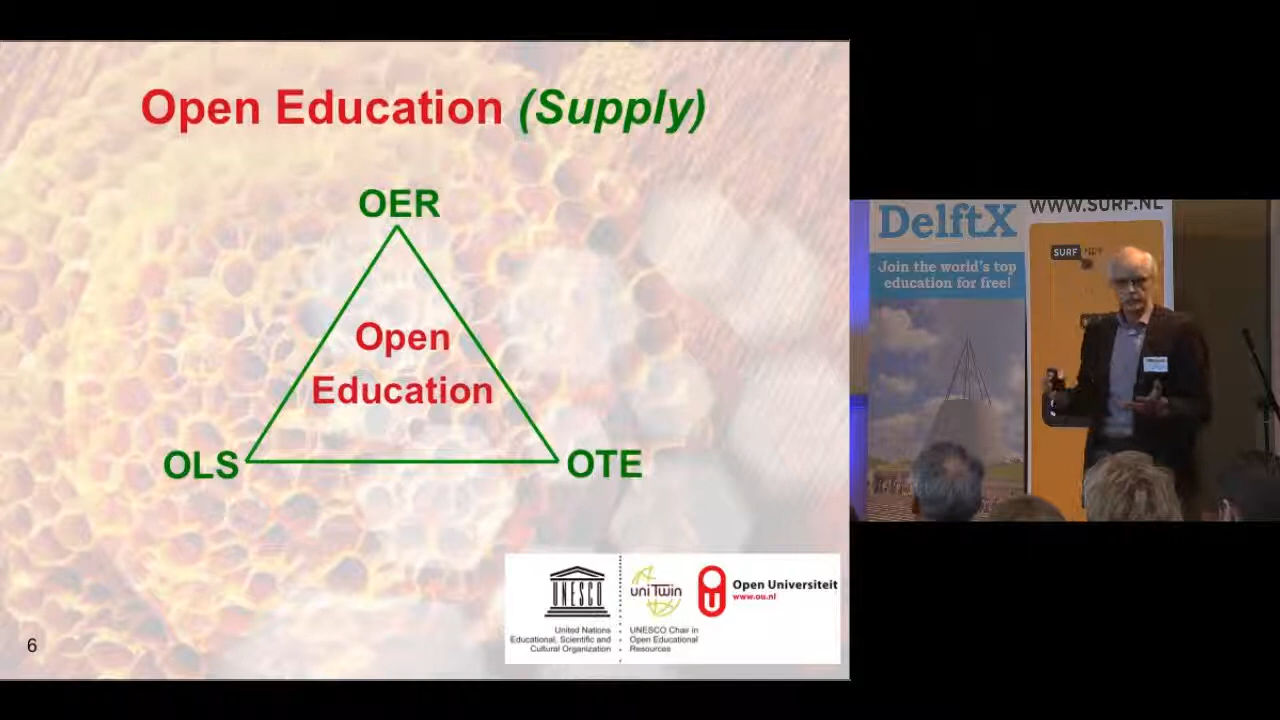 Open Education (Supply)
OER
Open
Education
OLS
OTE
UNESCO
United Nations
Educational, Scientific and
Cultural Organization
uniTwin
UNESCO Chair in
Open Educational
Resources
Open Universiteit
www.ou.nl
6
DelftX
Join the world's top
education for free!
WWW.SURF.NL
SURF